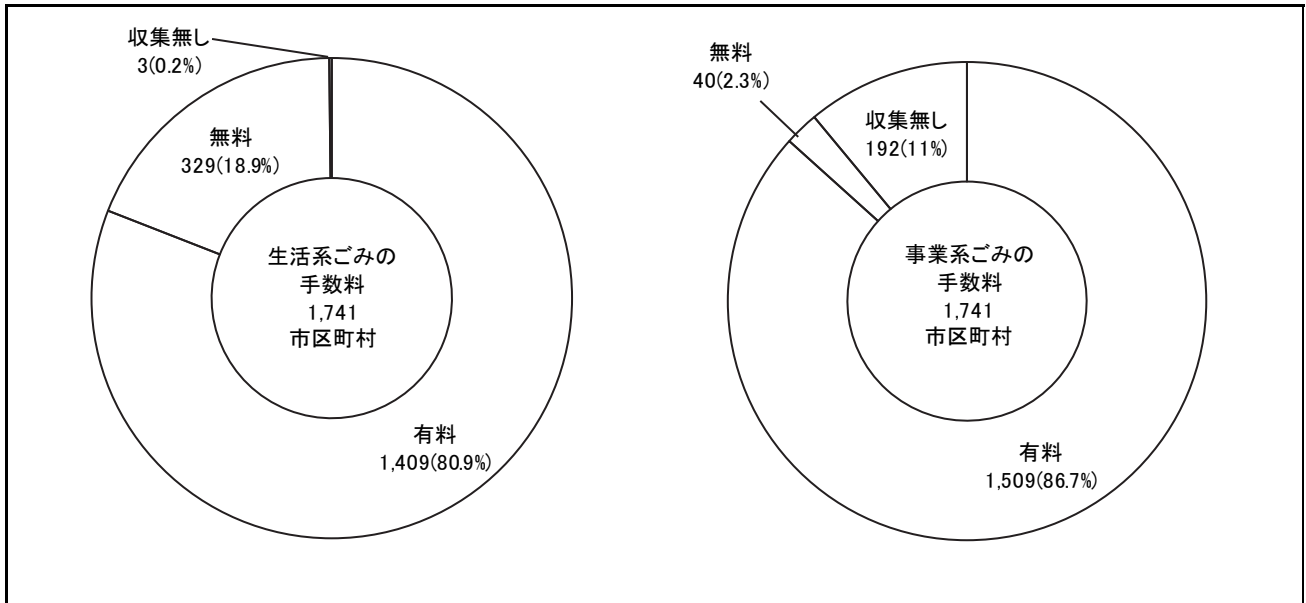 収集無し
3(0.2%)
無料
329(18.9%)
生活系ごみの
手数料
1,741
市区町村
有料
1,409(80.9%)
無料
40(2.3%)
収集無し
192(11%)
事業系ごみの
手数料
1,741
市区町村
有料
1,509(86.7%)